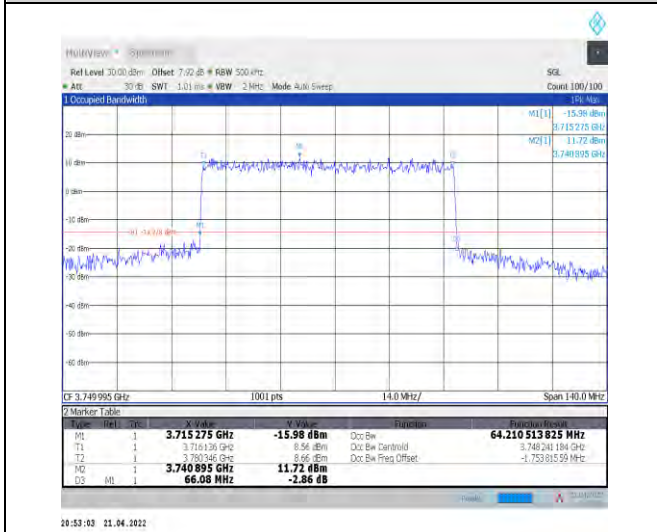 MultiView Spectrum
Ref Level 30.00 dBm Offset 7.92 dB RBW 500 kHz SGL
Att 30 dB SWT 1.01 ms VBW 2 MHz Mode Auto Sweep Count 100/100
1 Occupied Bandwidth 1Pk Max
M1[1] -15.98 dBm
3.715 275 GHz
M2[1] 11.72 dBm
3.740 895 GHz
20 dBm
10 dBm
0 dBm
-10 dBm
-20 dBm
-30 dBm
-40 dBm
-50 dBm
-60 dBm
T1
T2
M1
CF 3.749 995 GHz 1001 pts 14.0 MHz/ Span 140.0 MHz
2 Marker Table
Type Ref Trc X-Value Y-Value Function Function Result
M1 1 3.715 275 GHz -15.98 dBm Occ Bw 64.210 513 825 MHz
T1 1 3.716 136 GHz 8.56 dBm Occ Bw Centroid 3.748 241 184 GHz
T2 1 3.780 346 GHz 8.66 dBm Occ Bw Freq Offset -1.753 815 59 MHz
M2 1 3.740 895 GHz 11.72 dBm
D3 M1 1 66.08 MHz -2.86 dB
20:53:03 21.04.2022